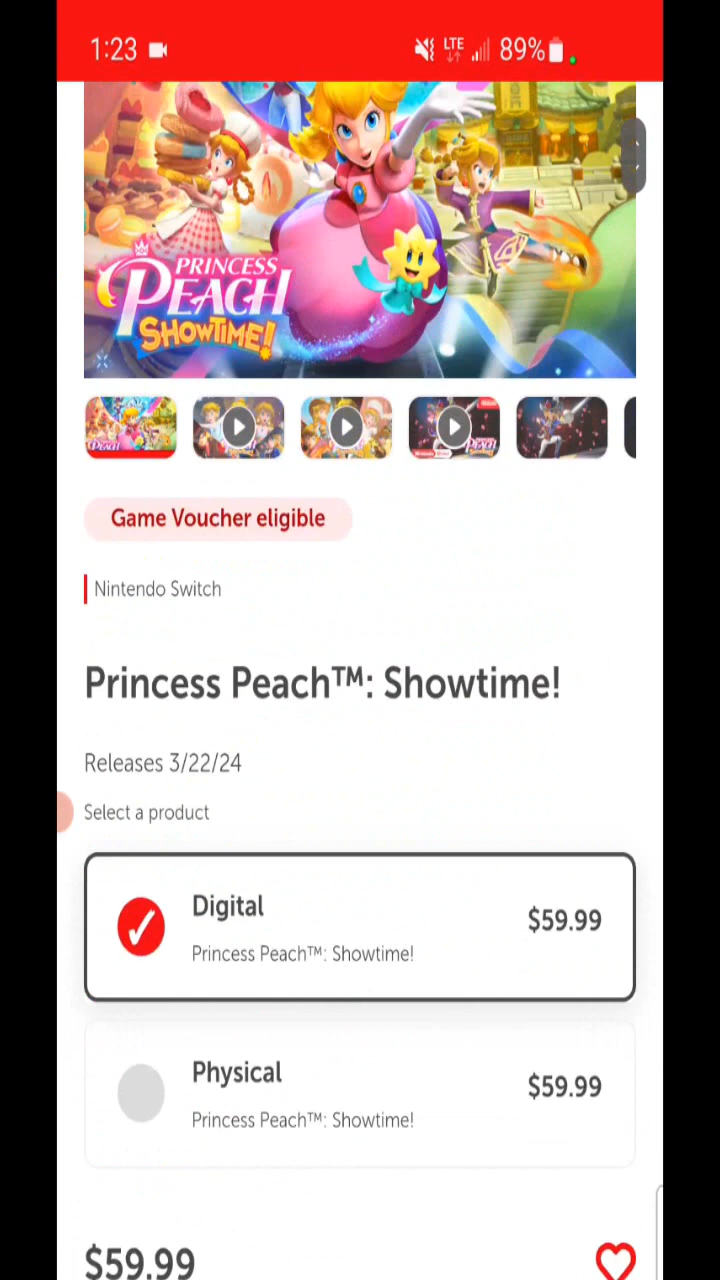 1:23
LTE
89%
PRINCESS
PEACH
SHOWTIME!
Game Voucher eligible
Nintendo Switch
Princess Peach™: Showtime!
Releases 3/22/24
Select a product
Digital
$59.99
Princess Peach™: Showtime!
Physical
$59.99
Princess Peach™: Showtime!
$59.99